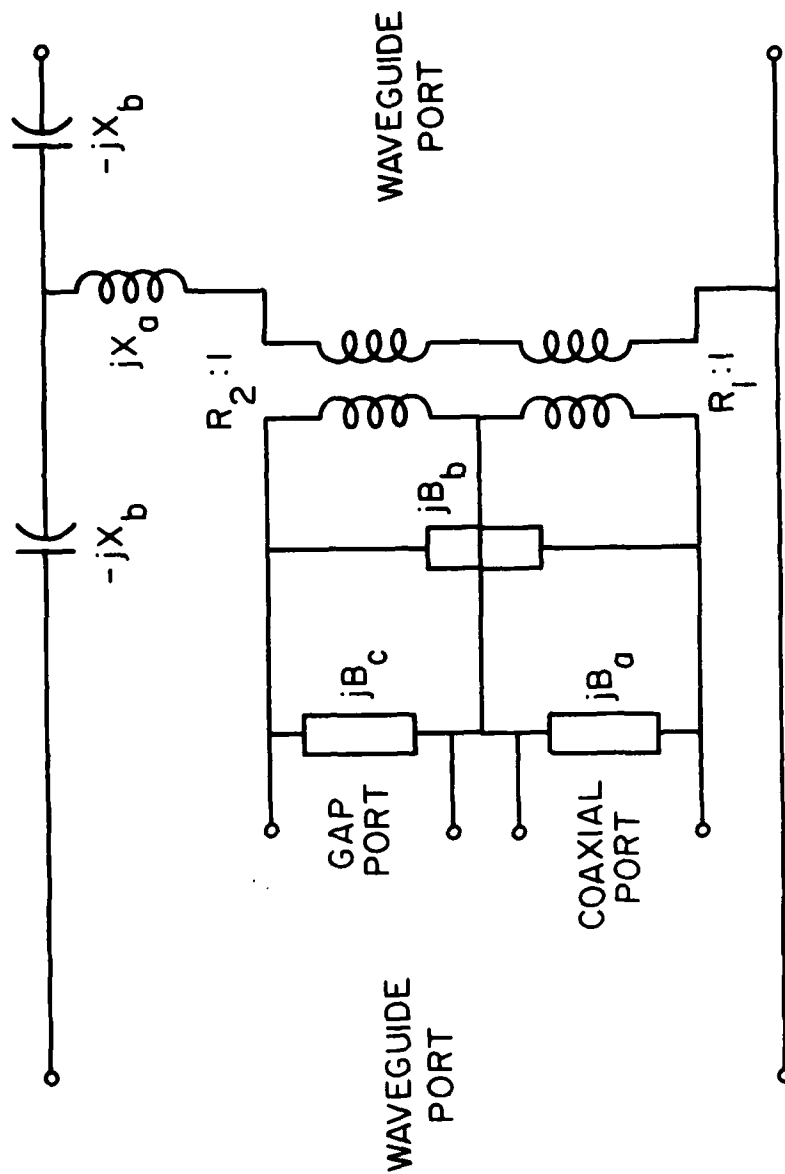 -jX_b
-jX_b
jX_a
R_2 : 1
R_1 : 1
jB_b
jB_c
jB_a
GAP
PORT
COAXIAL
PORT
WAVEGUIDE
PORT
WAVEGUIDE
PORT